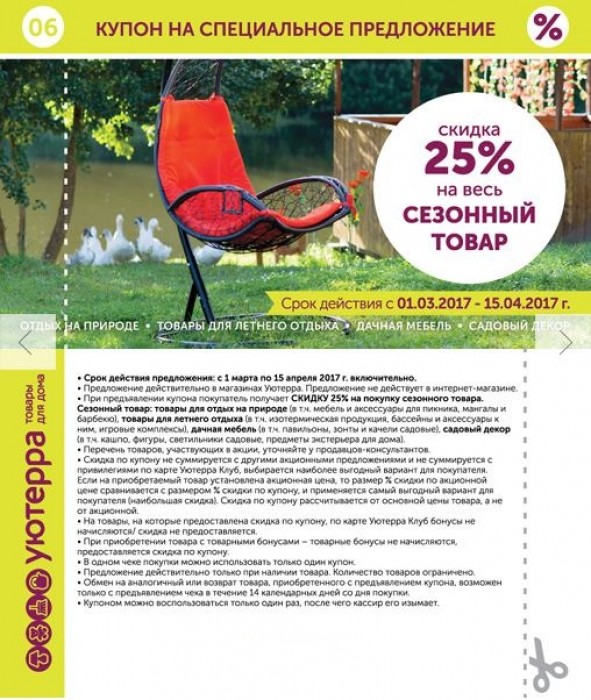 06
КУПОН НА СПЕЦИАЛЬНОЕ ПРЕДЛОЖЕНИЕ
%
скидка
25%
на весь
СЕЗОННЫЙ
ТОВАР
Срок действия с 01.03.2017 - 15.04.2017 г.
ОТДЫХ НА ПРИРОДЕ • ТОВАРЫ ДЛЯ ЛЕТНЕГО ОТДЫХА • ДАЧНАЯ МЕБЕЛЬ • САДОВЫЙ ДЕКОР
• Срок действия предложения: с 1 марта по 15 апреля 2017 г. включительно.
• Предложение действительно в магазинах Уютерра. Предложение не действует в интернет-магазине.
• При предъявлении купона покупатель получает СКИДКУ 25% на покупку сезонного товара.
Сезонный товар: товары для отдых на природе (в т.ч. мебель и аксессуары для пикника, мангалы и
барбекю), товары для летнего отдыха (в т.ч. изотермическая продукция, бассейны и аксессуары к
ним, игровые комплексы), дачная мебель (в т.ч. павильоны, зонты и качели садовые), садовый декор
(в т.ч. кашпо, фигуры, светильники садовые, предметы экстерьера для дома).
• Перечень товаров, участвующих в акции, уточняйте у продавцов-консультантов.
• Скидка по купону не суммируется с другими акционными предложениями и не суммируется с
привилегиями по карте Уютерра Клуб, выбирается наиболее выгодный вариант для покупателя.
Если на приобретаемый товар установлена акционная цена, то размер % скидки по акционной
цене сравнивается с размером % скидки по купону, и применяется самый выгодный вариант для
покупателя (наибольшая скидка). Скидка по купону рассчитывается от основной цены товара, а не
от акционной.
• На товары, на которые предоставлена скидка по купону, по карте Уютерра Клуб бонусы не
начисляются/ скидка не предоставляется.
• При приобретении товара с товарными бонусами – товарные бонусы не начисляются,
предоставляется скидка по купону.
• В одном чеке покупки можно использовать только один купон.
• Предложение действительно только при наличии товара. Количество товаров ограничено.
• Обмен на аналогичный или возврат товара, приобретенного с предъявлением купона, возможен
только с предъявлением чека в течение 14 календарных дней со дня покупки.
• Купоном можно воспользоваться только один раз, после чего кассир его изымает.
уютерра
товары
для дома